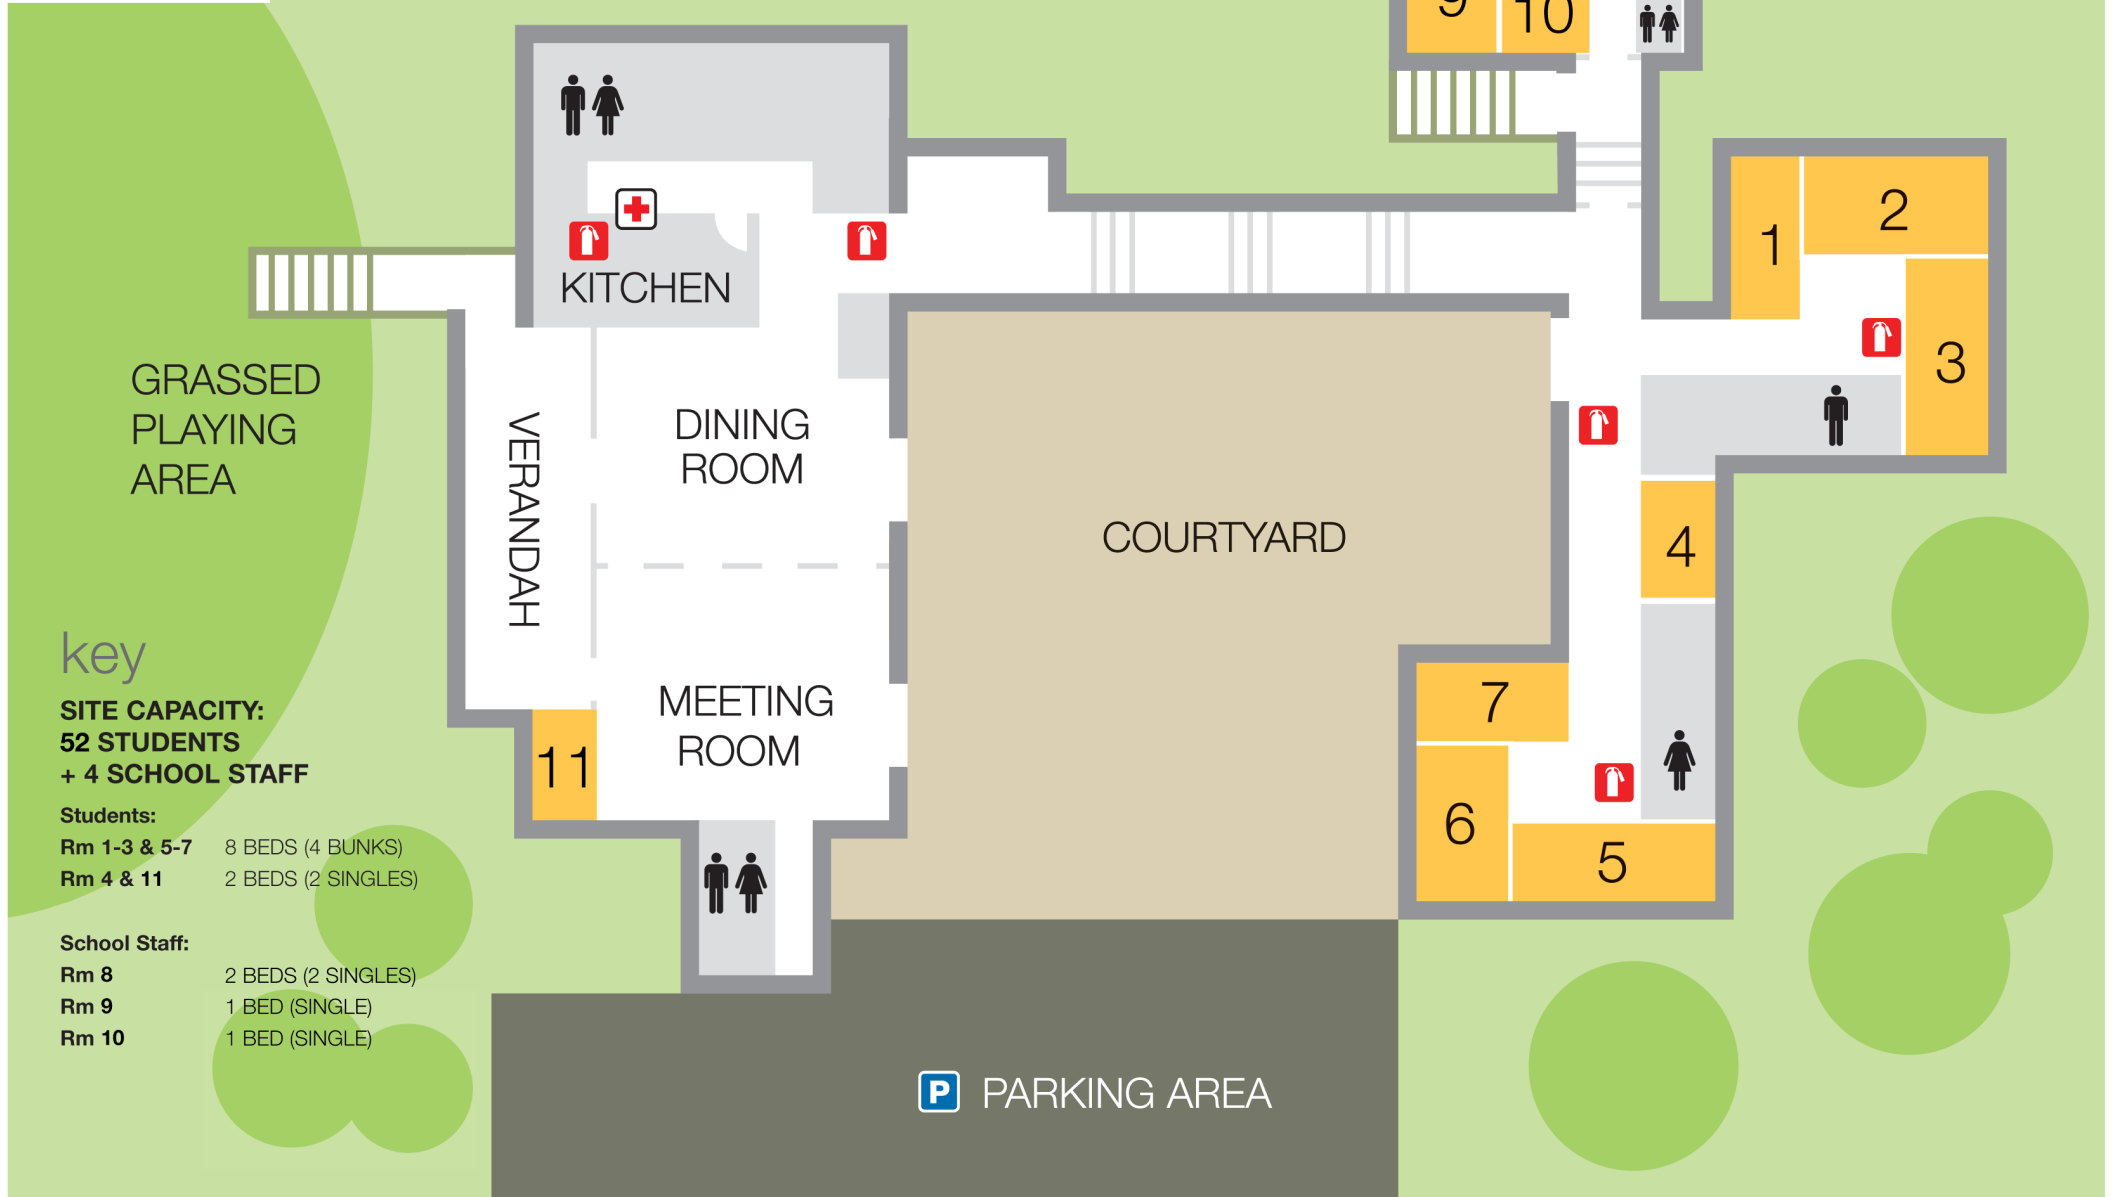 9
10
1
2
3
KITCHEN
GRASSED
PLAYING
AREA
VERANDAH
DINING
ROOM
COURTYARD
4
MEETING
ROOM
7
11
6
5
key
SITE CAPACITY:
52 STUDENTS
+ 4 SCHOOL STAFF
Students:
Rm 1-3 & 5-7 8 BEDS (4 BUNKS)
Rm 4 & 11 2 BEDS (2 SINGLES)
School Staff:
Rm 8 2 BEDS (2 SINGLES)
Rm 9 1 BED (SINGLE)
Rm 10 1 BED (SINGLE)
P PARKING AREA